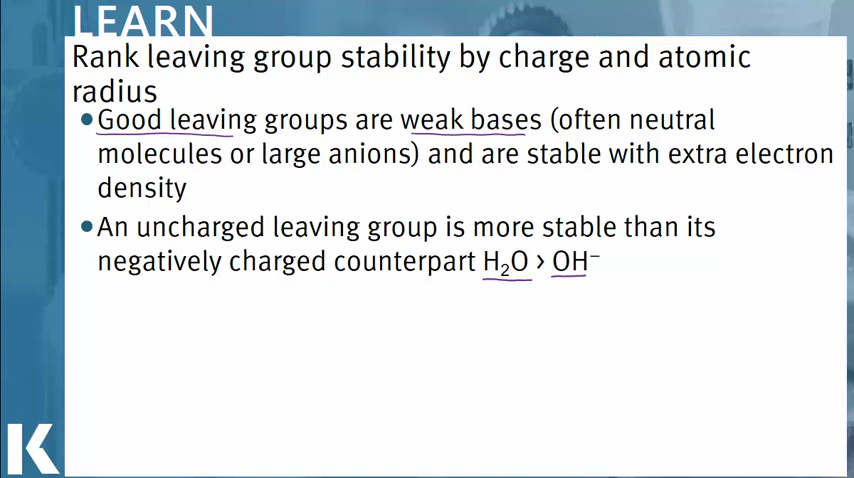 LEARN
Rank leaving group stability by charge and atomic
radius
•Good leaving groups are weak bases (often neutral
molecules or large anions) and are stable with extra electron
density
•An uncharged leaving group is more stable than its
negatively charged counterpart H₂O > OH⁻
K